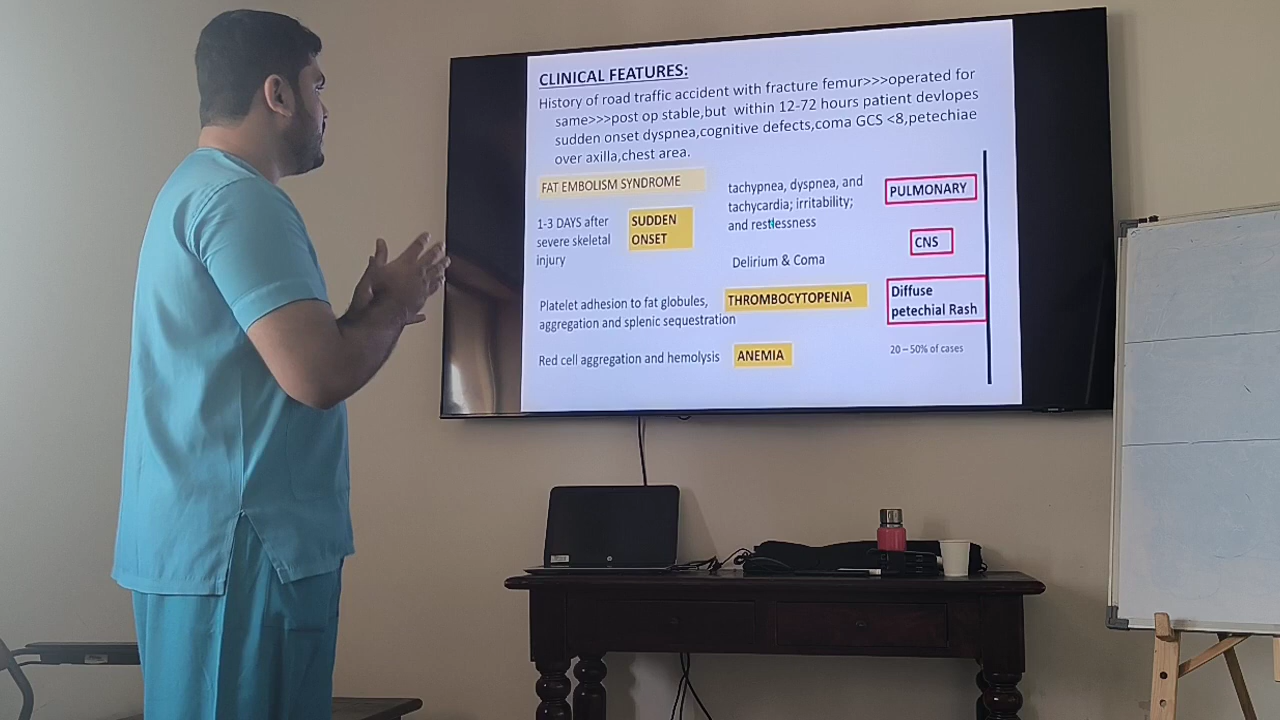 CLINICAL FEATURES:
History of road traffic accident with fracture femur>>>operated for
same>>>post op stable,but within 12-72 hours patient devlopes
sudden onset dyspnea,cognitive defects,coma GCS <8,petechiae
over axilla,chest area.
FAT EMBOLISM SYNDROME
1-3 DAYS after
severe skeletal
injury
SUDDEN
ONSET
tachypnea, dyspnea, and
tachycardia; irritability;
and restlessness
PULMONARY
CNS
Delirium & Coma
Platelet adhesion to fat globules,
aggregation and splenic sequestration
THROMBOCYTOPENIA
Diffuse
petechial Rash
20 – 50% of cases
Red cell aggregation and hemolysis
ANEMIA